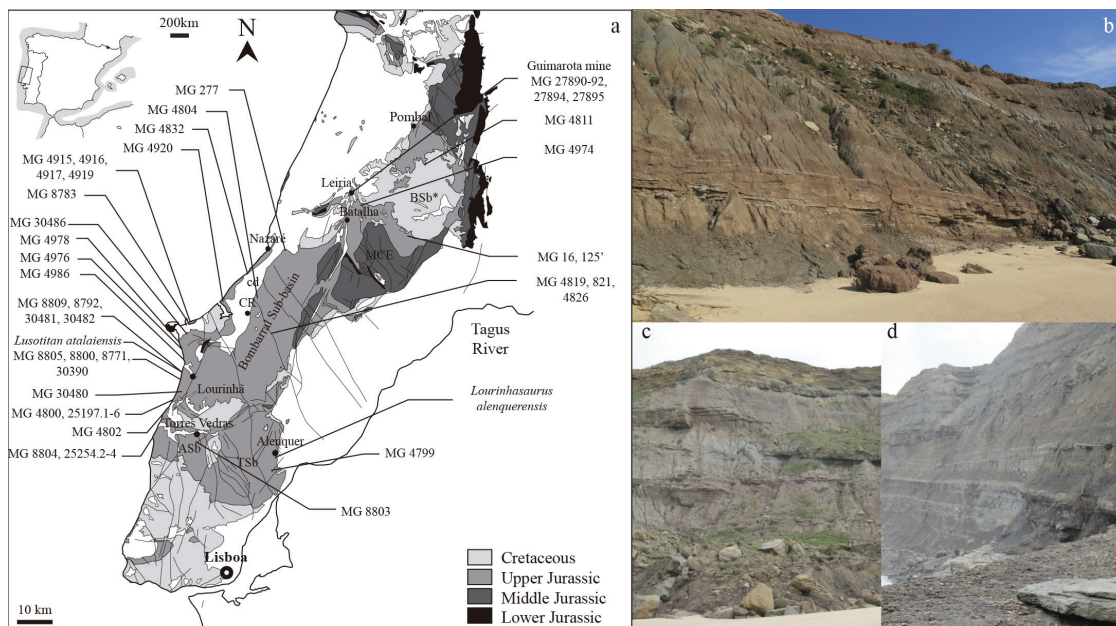 200km
N
a
b
Guimarota mine
MG 27890-92,
27894, 27895
MG 277
MG 4804
MG 4832
MG 4920
Pombal
MG 4811
MG 4915, 4916,
4917, 4919
MG 4974
MG 8783
Leiria
BSb*
MG 30486
Batalha
MG 4978
MG 4976
Nazaré
MG 4986
MCE
MG 16, 125’
cd
MG 4819, 821,
4826
CR
MG 8809, 8792,
30481, 30482
Bombarral Sub-basin
Tagus
River
Lusotitan atalaiensis
MG 8805, 8800, 8771,
30390
Lourinhã
MG 30480
Lourinhasaurus
alenquerensis
MG 4800, 25197.1-6
Torres Vedras
MG 4802
ASb
Alenquer
MG 8804, 25254.2-4
TSb
MG 4799
MG 8803
Lisboa
Cretaceous
Upper Jurassic
Middle Jurassic
Lower Jurassic
10 km
c
d